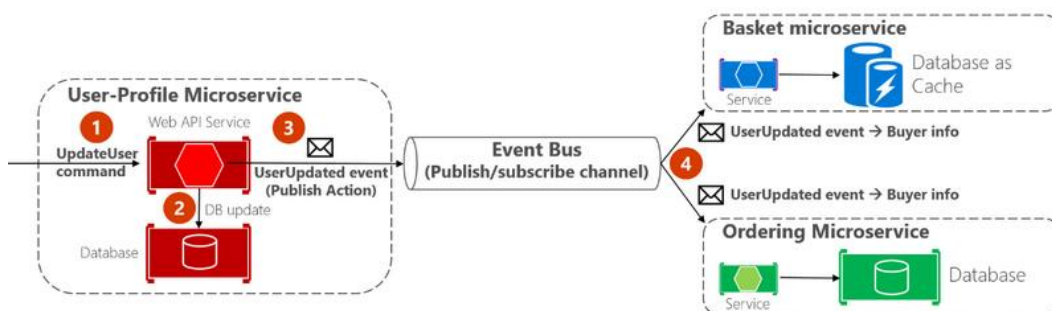 User-Profile Microservice
Web API Service
1
3
UpdateUser
command
UserUpdated event
(Publish Action)
2
DB update
Database
Event Bus
(Publish/subscribe channel)
4
Basket microservice
Database as
Cache
Service
UserUpdated event → Buyer info
UserUpdated event → Buyer info
Ordering Microservice
Database
Service